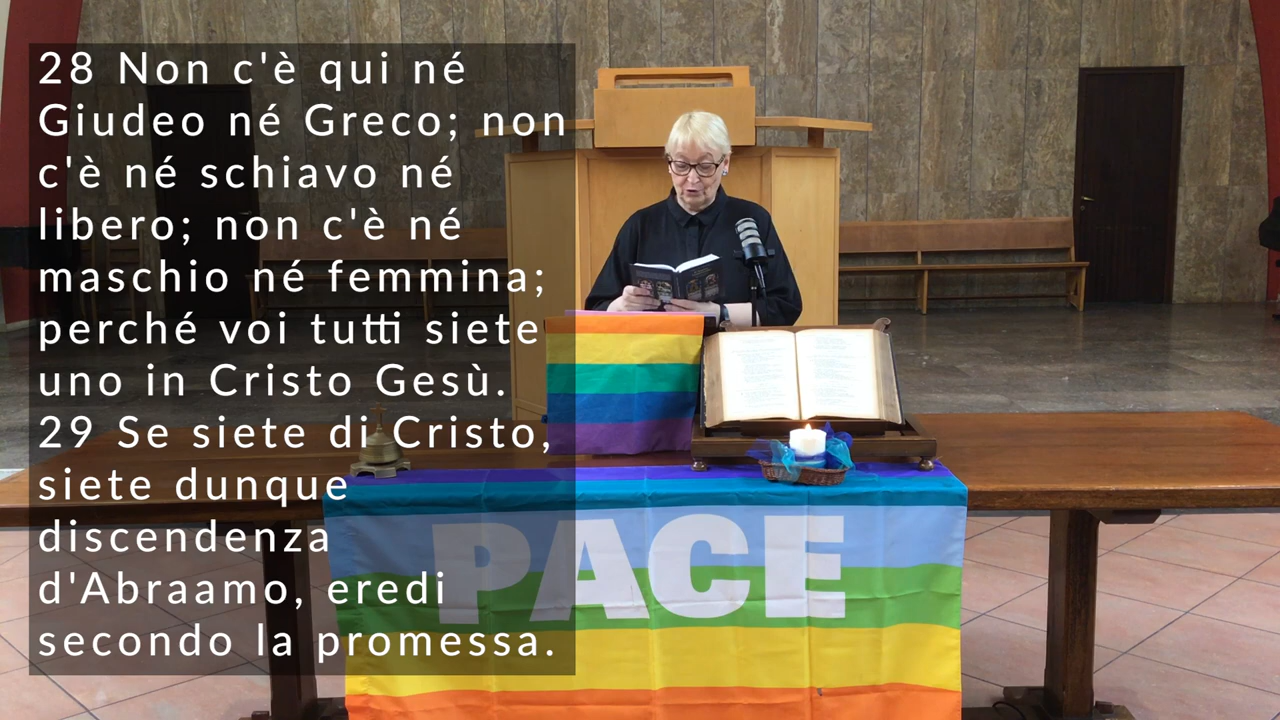 28 Non c'è qui né
Giudeo né Greco; non
c'è né schiavo né
libero; non c'è né
maschio né femmina;
perché voi tutti siete
uno in Cristo Gesù.
29 Se siete di Cristo,
siete dunque
discendenza
d'Abraamo, eredi
secondo la promessa.
PACE